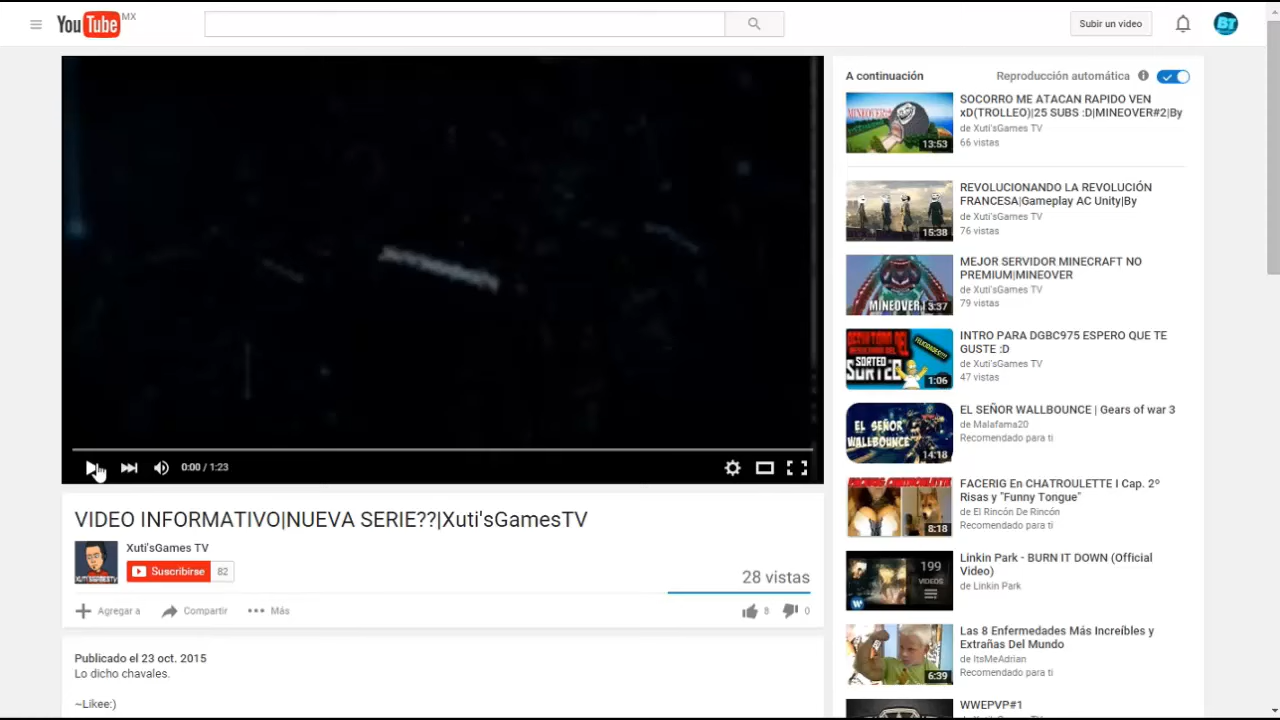 YouTube MX
Subir un video
BT
A continuación
Reproducción automática
SOCORRO ME ATACAN RAPIDO VEN
xD(TROLLEO)|25 SUBS :D|MINEOVER#2|By
de Xuti'sGames TV
66 vistas
13:53
REVOLUCIONANDO LA REVOLUCIÓN
FRANCESA|Gameplay AC Unity|By
de Xuti'sGames TV
76 vistas
15:38
MEJOR SERVIDOR MINECRAFT NO
PREMIUM|MINEOVER
de Xuti'sGames TV
79 vistas
MINEOVER
3:37
INTRO PARA DGBC975 ESPERO QUE TE
GUSTE :D
de Xuti'sGames TV
47 vistas
SORTEO
1:06
EL SEÑOR WALLBOUNCE | Gears of war 3
de Malafama20
Recomendado para ti
EL SEÑOR
WALLBOUNCE
14:18
FACERIG En CHATROULETTE I Cap. 2º
Risas y "Funny Tongue"
de El Rincón De Rincón
Recomendado para ti
8:18
Linkin Park - BURN IT DOWN (Official
Video)
de Linkin Park
199
VIDEOS
Las 8 Enfermedades Más Increíbles y
Extrañas Del Mundo
de ItsMeAdrian
Recomendado para ti
6:39
WWEPVP#1
0:00 / 1:23
VIDEO INFORMATIVO|NUEVA SERIE??|Xuti'sGamesTV
Xuti'sGames TV
Suscribirse 82
28 vistas
Agregar a Compartir Más
8 0
Publicado el 23 oct. 2015
Lo dicho chavales.
~Likee:)